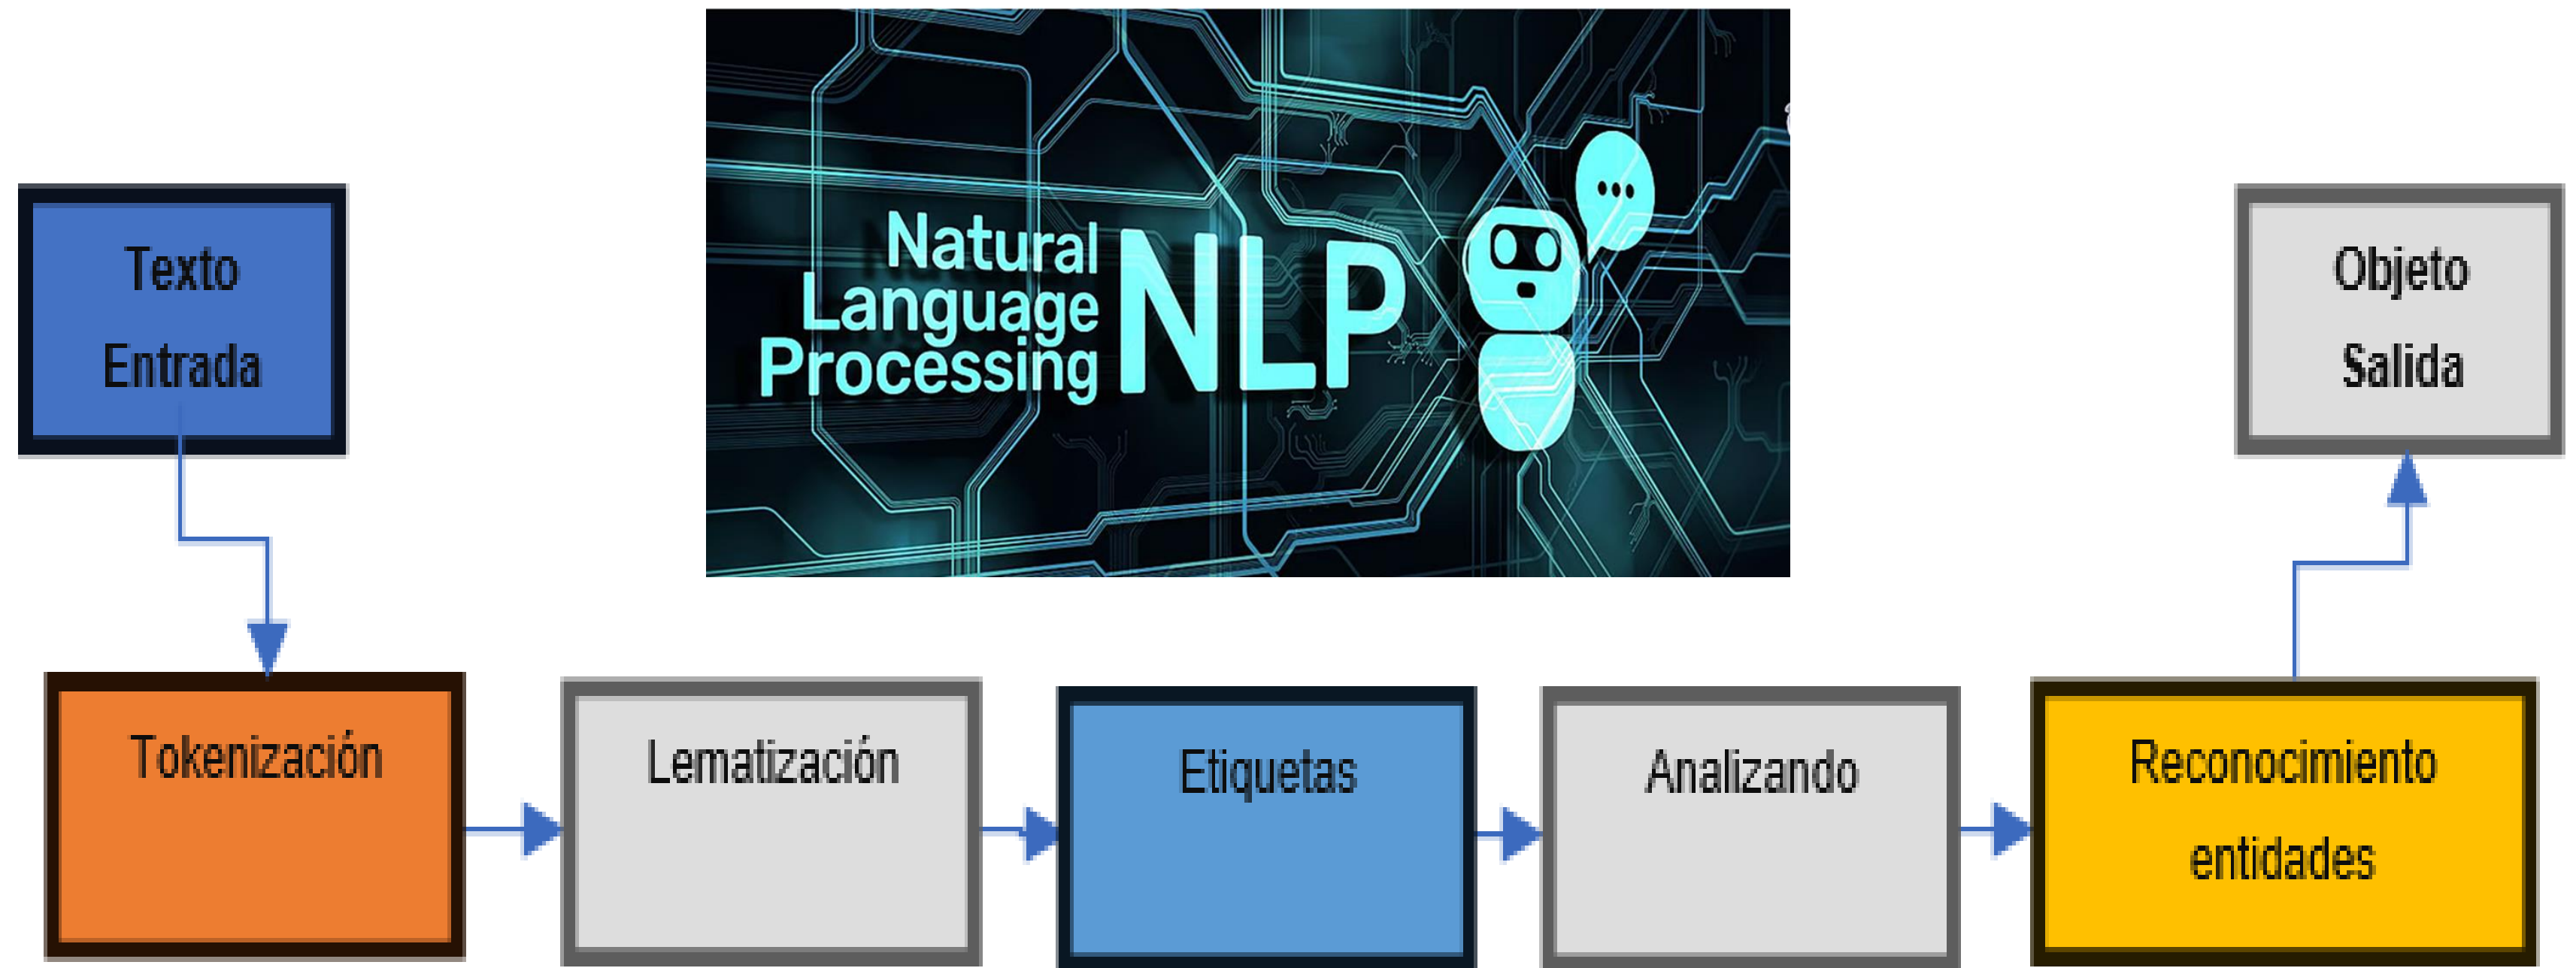 Natural
Language
Processing
NLP
Texto
Entrada
Objeto
Salida
Tokenización
Lematización
Etiquetas
Analizando
Reconocimiento
entidades